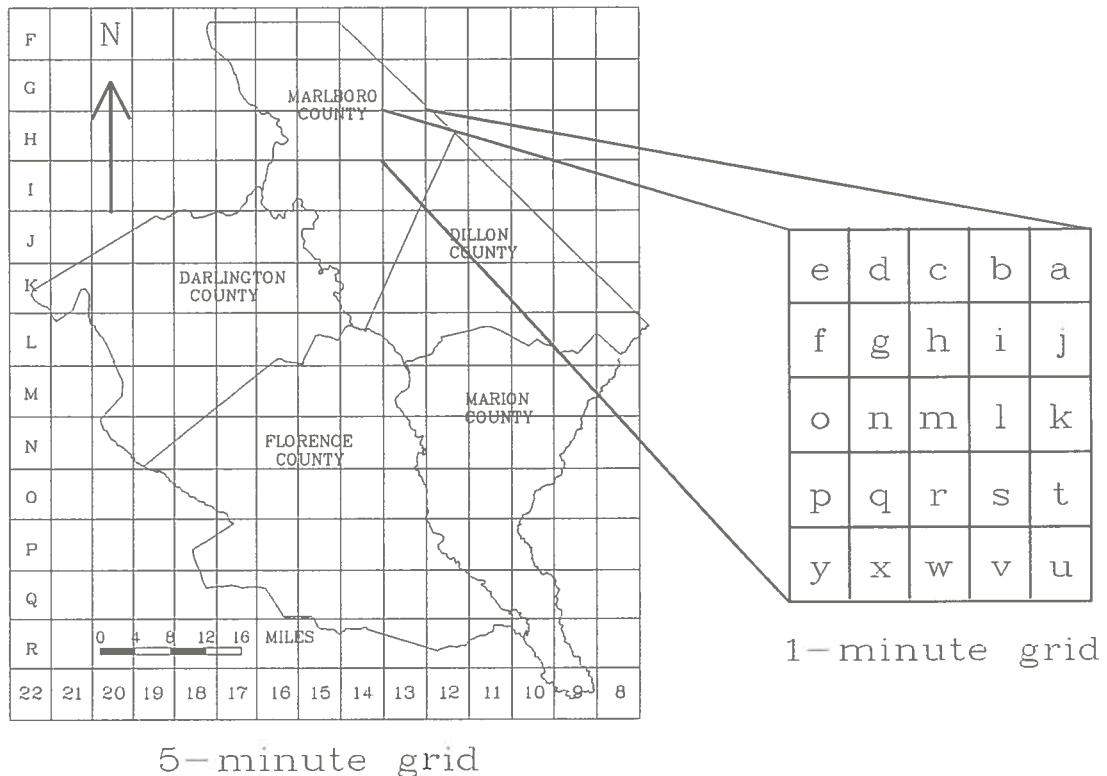 F
N
G
MARLBORO
COUNTY
H
I
J
DILLON
COUNTY
K
DARLINGTON
COUNTY
L
M
MARION
COUNTY
N
FLORENCE
COUNTY
O
P
Q
0 4 8 12 16 MILES
R
22 21 20 19 18 17 16 15 14 13 12 11 10 9 8
5-minute grid
e d c b a
f g h i j
o n m l k
p q r s t
y x w v u
1-minute grid